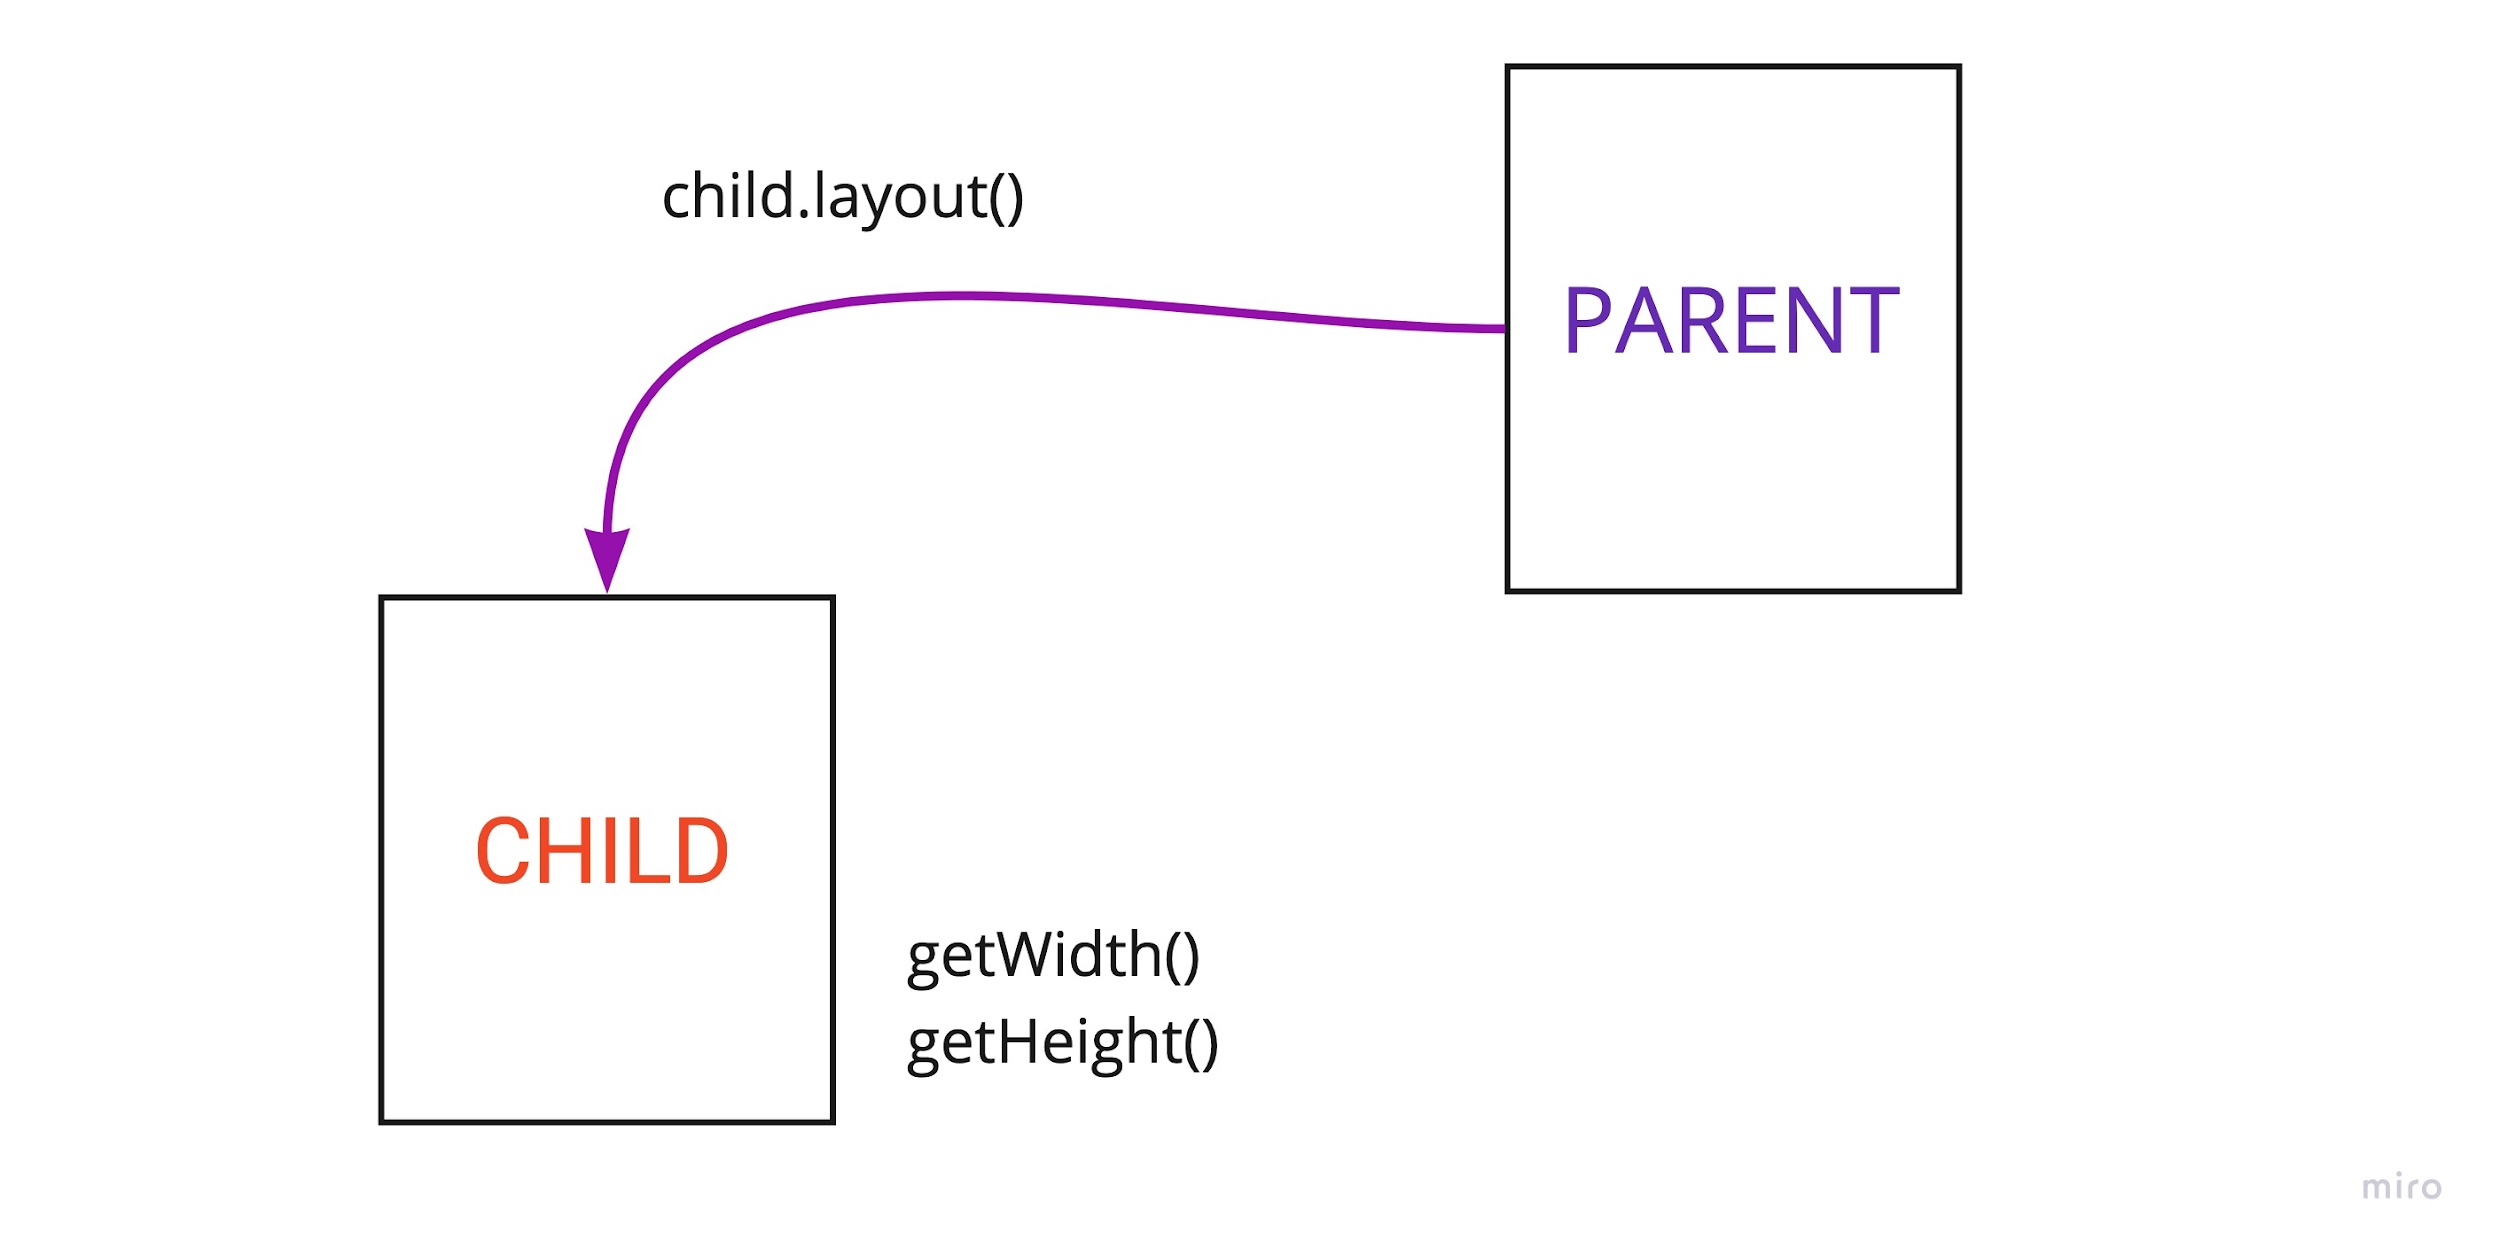 child.layout()
PARENT
CHILD
getWidth()
getHeight()
miro